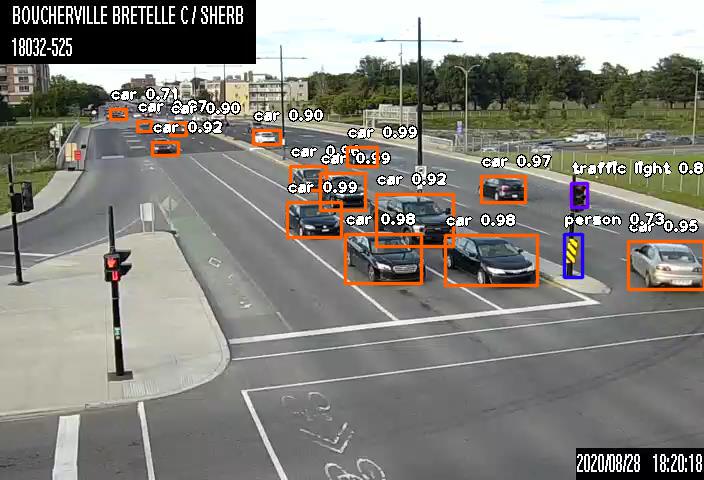 BOUCHERVILLE BRETELLE C / SHERB
18032-525
car 0.71
car
car 0.90
car 0.92
car 0.90
car 0.99
car
car 0.99
car 0.97
car 0.99
car 0.92
traffic light 0.8
car 0.98
car 0.98
person 0.73
car 0.95
2020/08/28 18:20:18